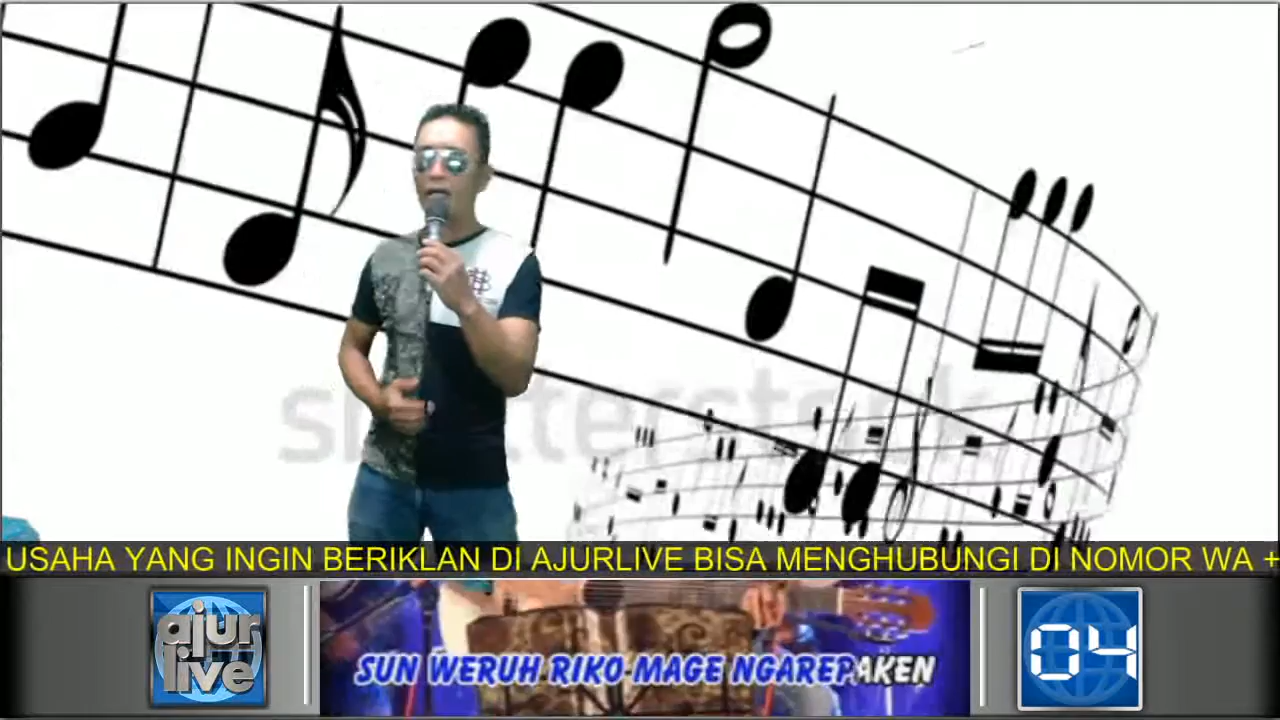 shutterstock
USAHA YANG INGIN BERIKLAN DI AJURLIVE BISA MENGHUBUNGI DI NOMOR WA +
ajur
live
SUN WERUH RIKO MAGE NGAREPAKEN
04